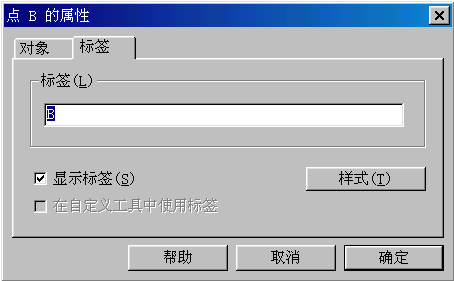 点 B 的属性
对象 标签
标签(L)
B
显示标签(S)
样式(T)
在自定义工具中使用标签
帮助 取消 确定